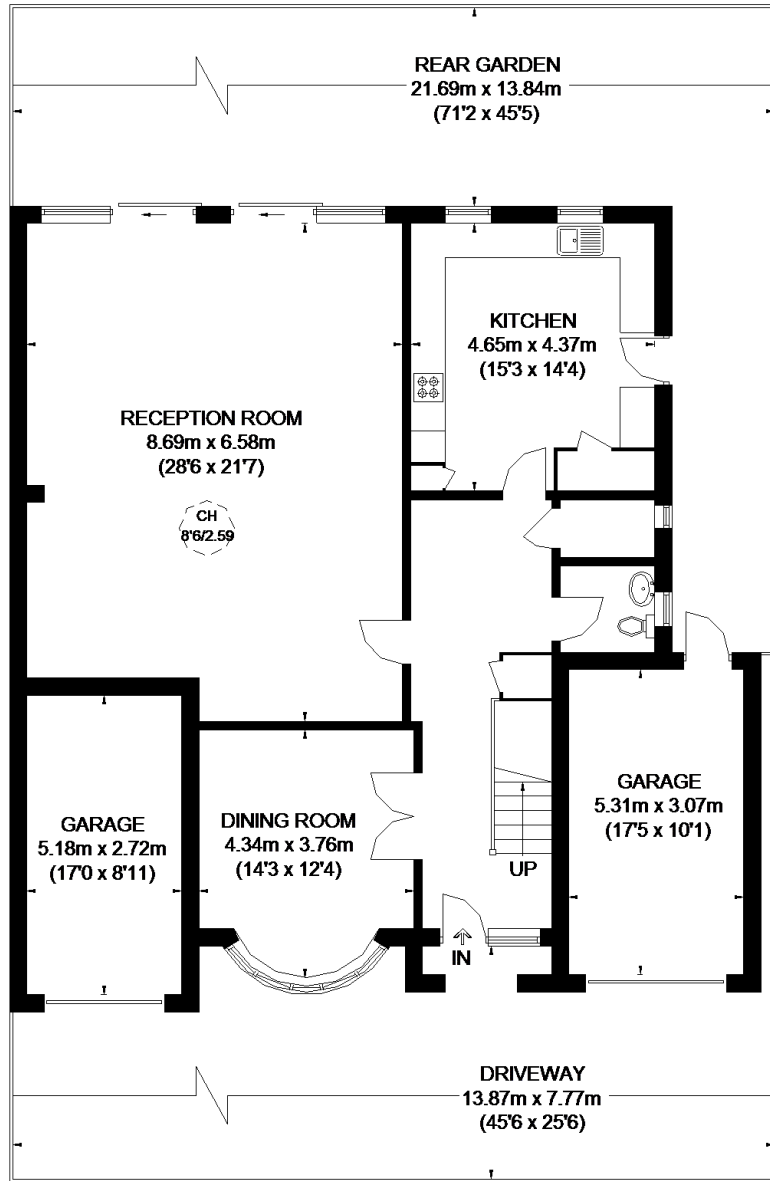 REAR GARDEN
21.69m x 13.84m
(71'2 x 45'5)
KITCHEN
4.65m x 4.37m
(15'3 x 14'4)
RECEPTION ROOM
8.69m x 6.58m
(28'6 x 21'7)
CH
8'6/2.59
GARAGE
5.18m x 2.72m
(17'0 x 8'11)
DINING ROOM
4.34m x 3.76m
(14'3 x 12'4)
GARAGE
5.31m x 3.07m
(17'5 x 10'1)
UP
IN
DRIVEWAY
13.87m x 7.77m
(45'6 x 25'6)